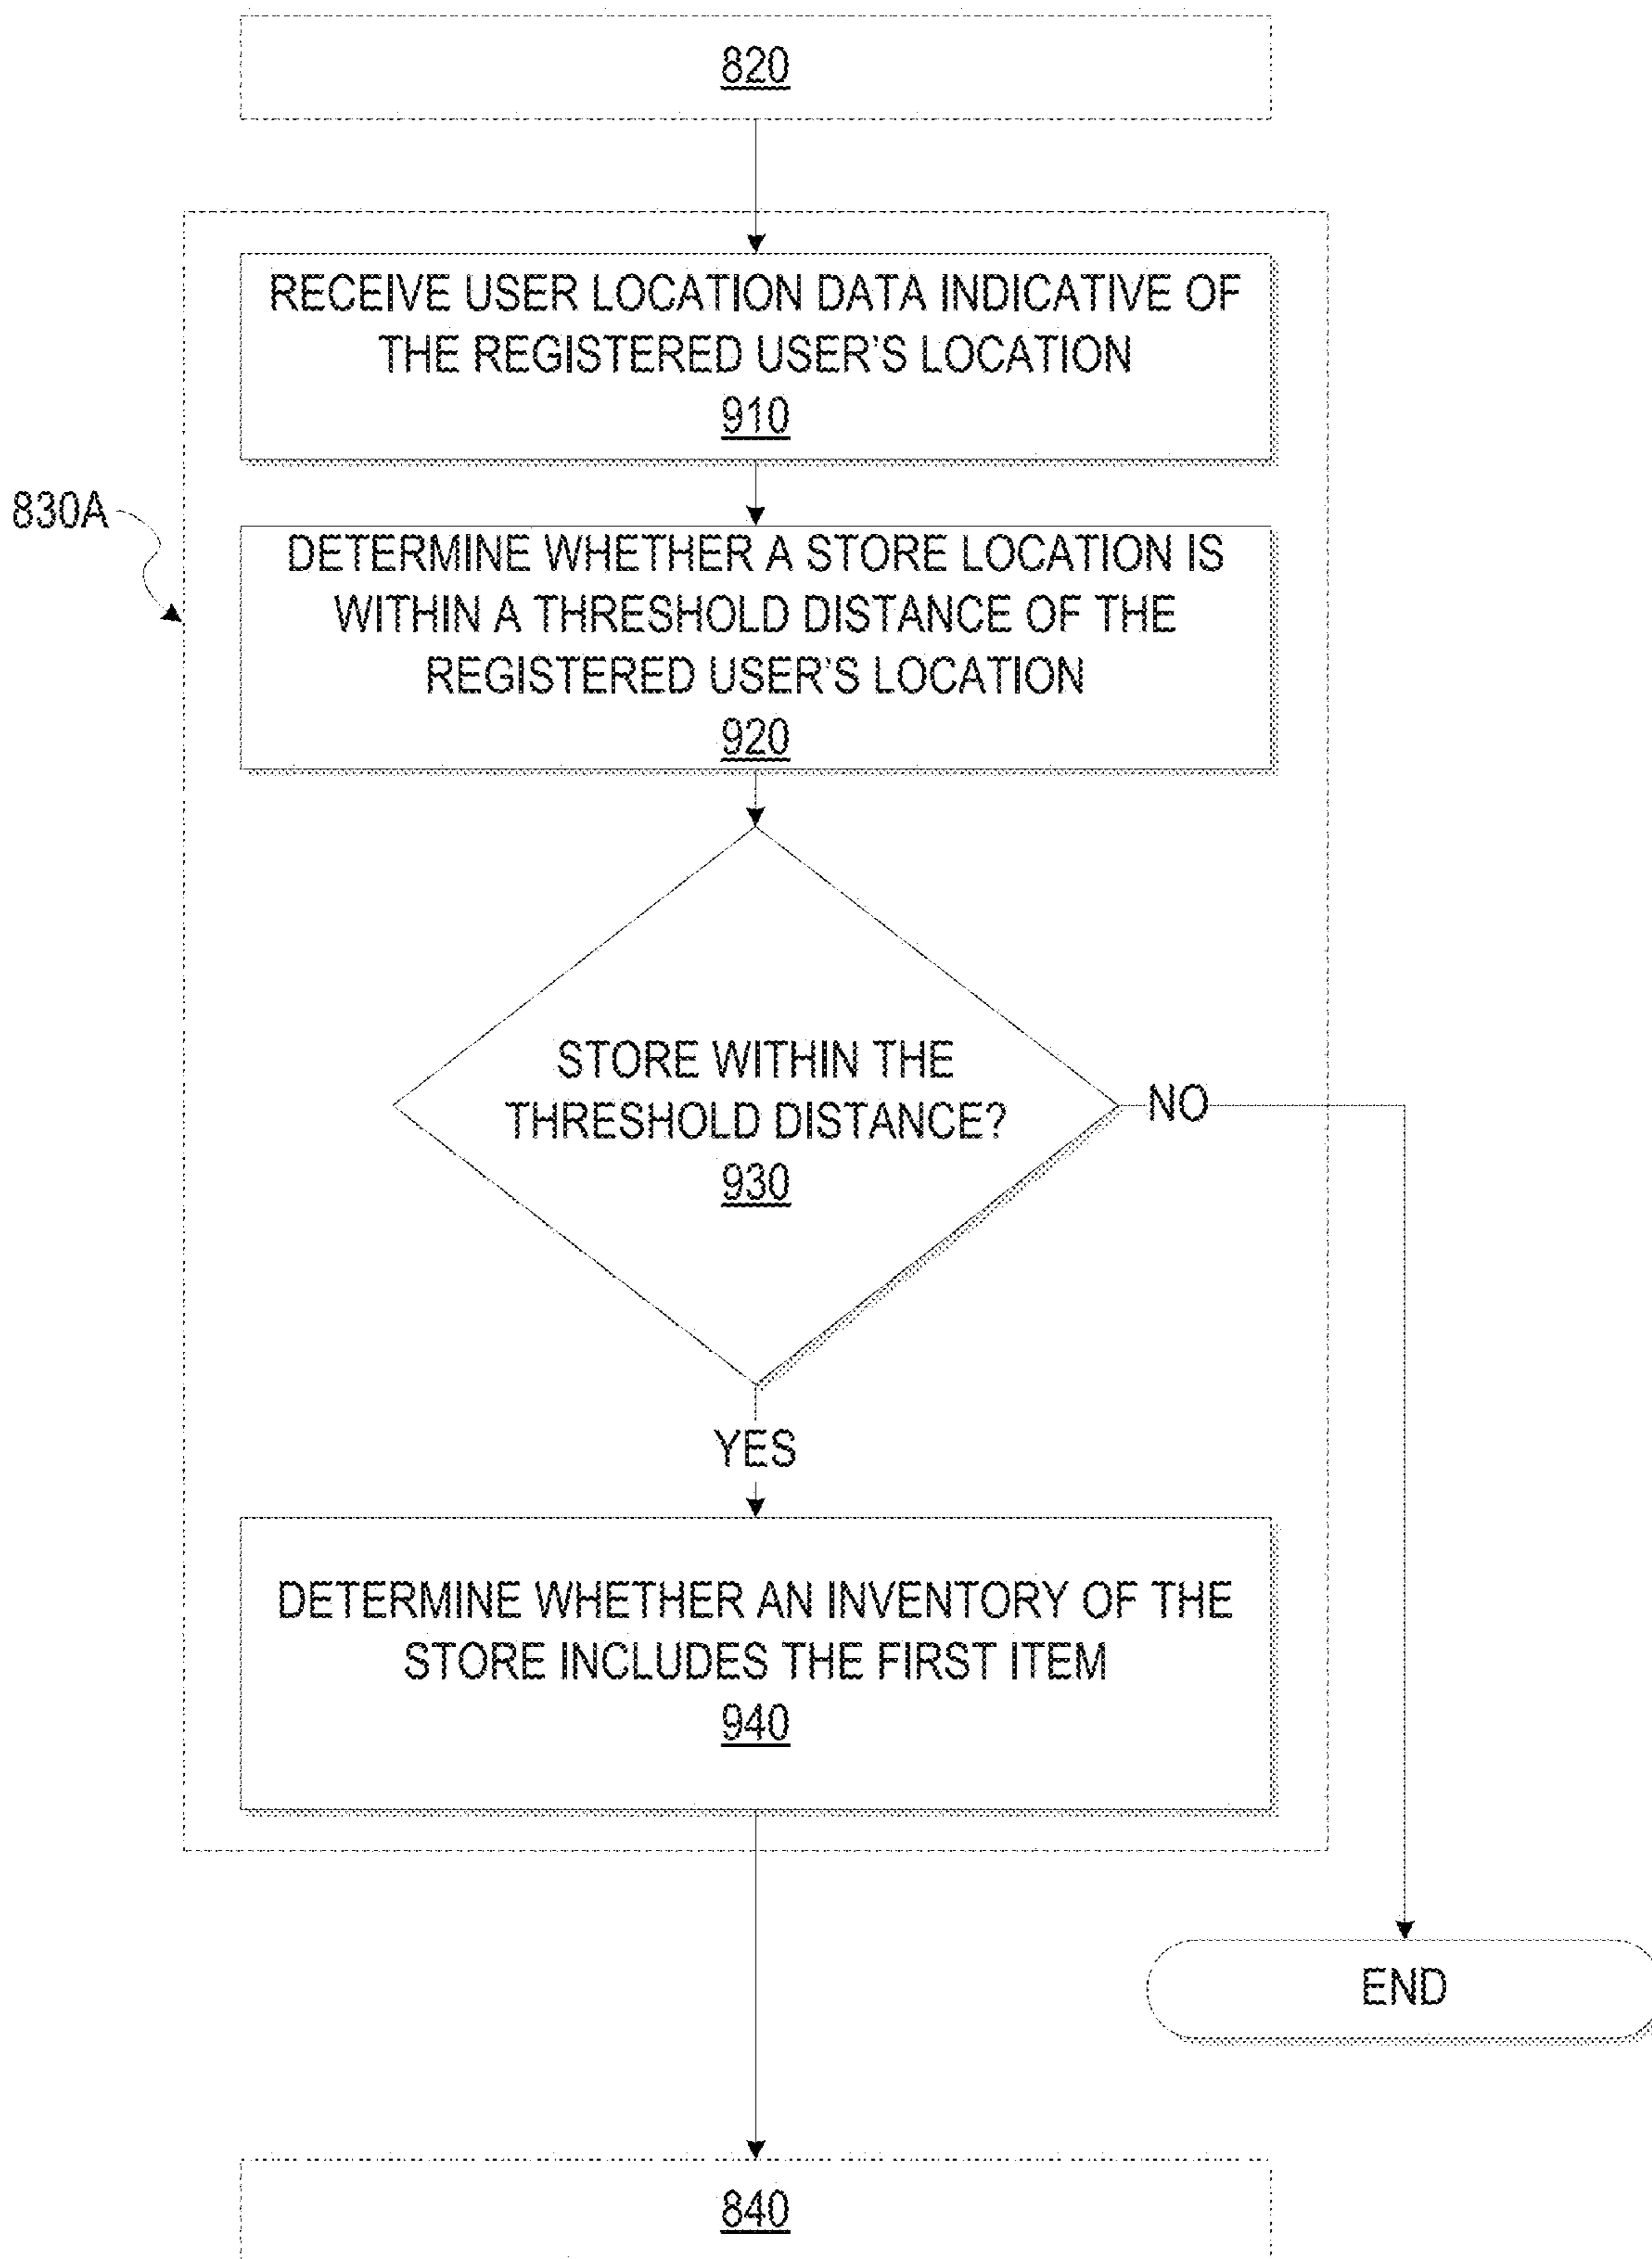 820
RECEIVE USER LOCATION DATA INDICATIVE OF
THE REGISTERED USER'S LOCATION
910
830A
DETERMINE WHETHER A STORE LOCATION IS
WITHIN A THRESHOLD DISTANCE OF THE
REGISTERED USER'S LOCATION
920
STORE WITHIN THE
THRESHOLD DISTANCE?
930
NO
YES
DETERMINE WHETHER AN INVENTORY OF THE
STORE INCLUDES THE FIRST ITEM
940
END
840